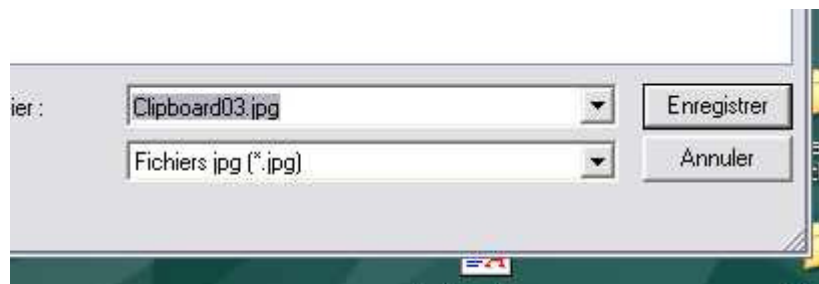 ier :
Clipboard03.jpg
Enregistrer
Fichiers jpg (*.jpg)
Annuler